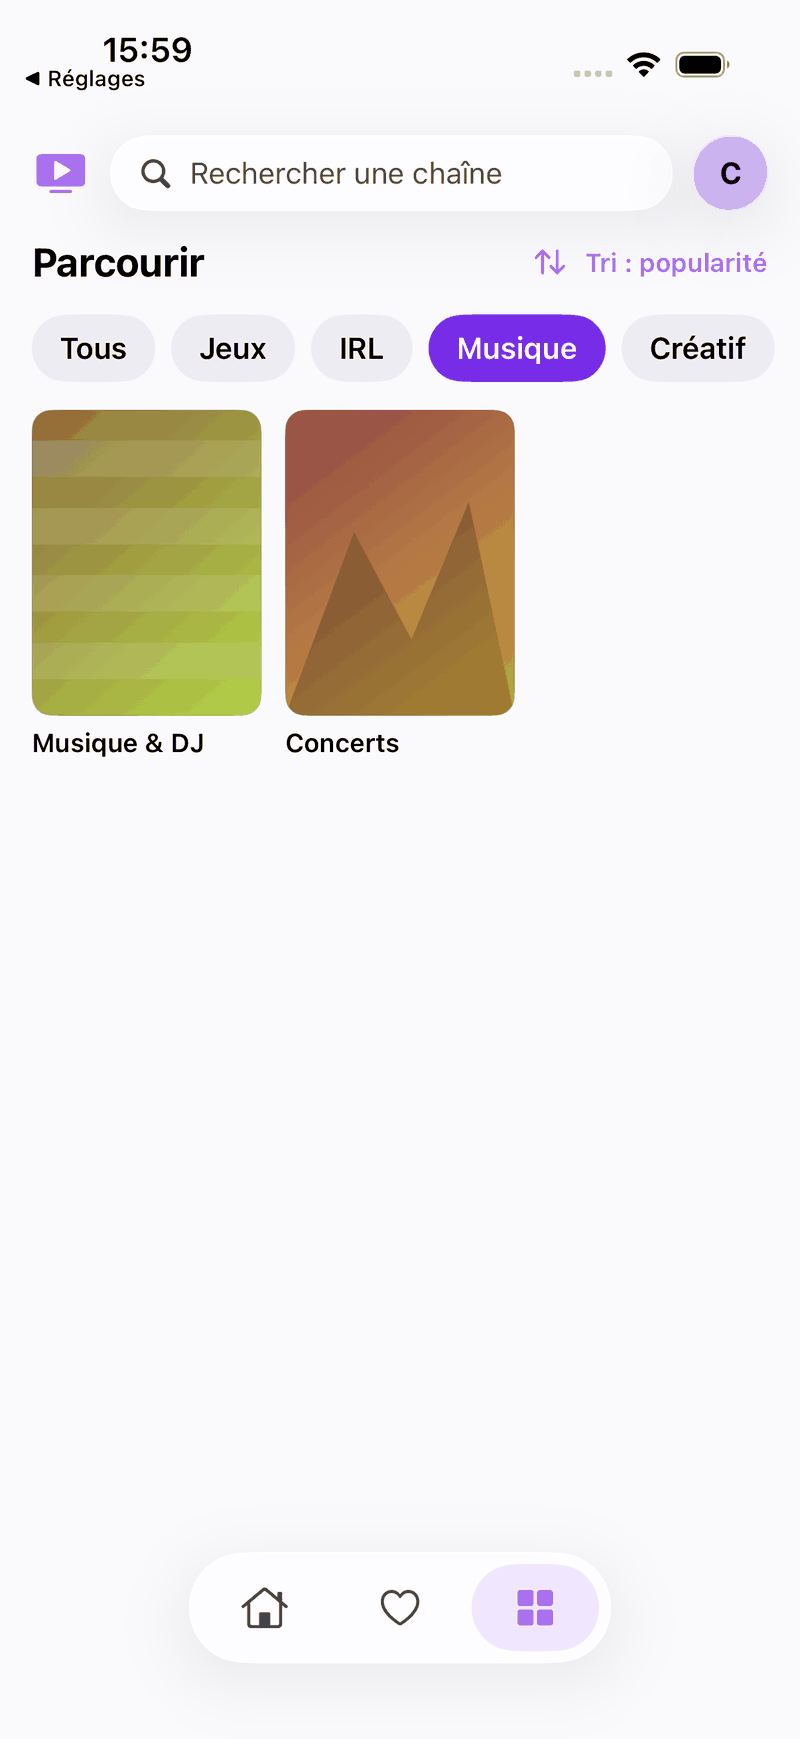 15:59
◀ Réglages
Rechercher une chaîne
C
Parcourir
Tri : popularité
Tous
Jeux
IRL
Musique
Créatif
Musique & DJ
Concerts